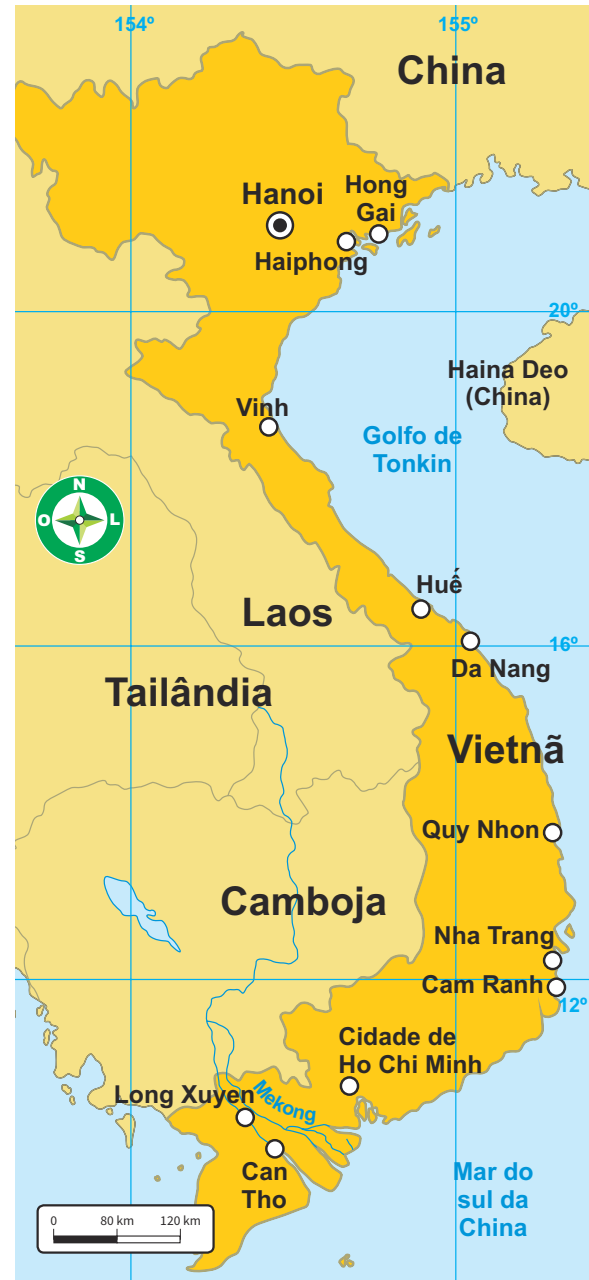 154º
155º
China
Hanoi
Hong
Gai
Haiphong
20º
Haina Deo
(China)
Vinh
Golfo de
Tonkin
N
O
L
S
Huế
Laos
16º
Da Nang
Tailândia
Vietnã
Quy Nhon
Camboja
Nha Trang
Cam Ranh
12º
Cidade de
Ho Chi Minh
Long Xuyen
Mekong
Can
Tho
Mar do
sul da
China
0 80 km 120 km